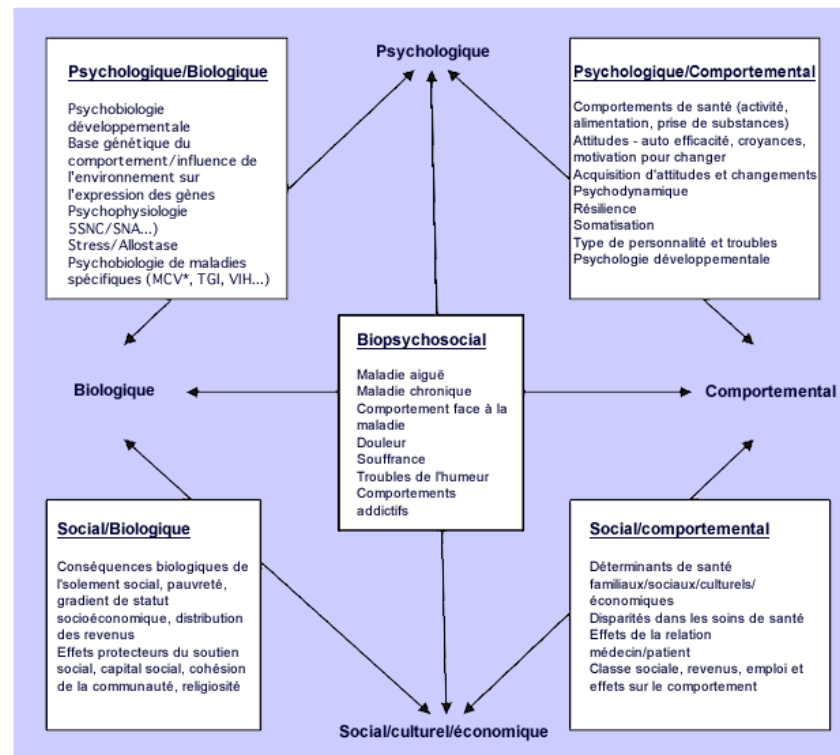 Psychologique
Psychologique/Biologique
Psychobiologie
développementale
Base génétique du
comportement/influence de
l'environnement sur
l'expression des gènes
Psychophysiologie
5SNC/SNA...)
Stress/Allostase
Psychobiologie de maladies
spécifiques (MCV*, TGI, VIH...)
Psychologique/Comportemental
Comportements de santé (activité,
alimentation, prise de substances)
Attitudes - auto efficacité, croyances,
motivation pour changer
Acquisition d'attitudes et changements
Psychodynamique
Résilience
Somatisation
Type de personnalité et troubles
Psychologie développementale
Biologique
Biopsychosocial
Maladie aiguë
Maladie chronique
Comportement face à la
maladie
Douleur
Souffrance
Troubles de l'humeur
Comportements
addictifs
Comportemental
Social/Biologique
Conséquences biologiques de
l'solement social, pauvreté,
gradient de statut
socioéconomique, distribution
des revenus
Effets protecteurs du soutien
social, capital social, cohésion
de la communauté, religiosité
Social/comportemental
Déterminants de santé
familiaux/sociaux/culturels/
économiques
Disparités dans les soins de santé
Effets de la relation
médecin/patient
Classe sociale, revenus, emploi et
effets sur le comportement
Social/culturel/économique